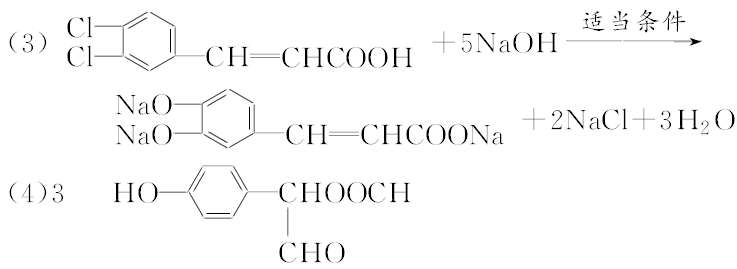 适当条件
(3) Cl Cl CH=CHCOOH +5NaOH
NaO NaO CH=CHCOONa +2NaCl+3H₂O
(4)3 HO CHOOCH
CHO